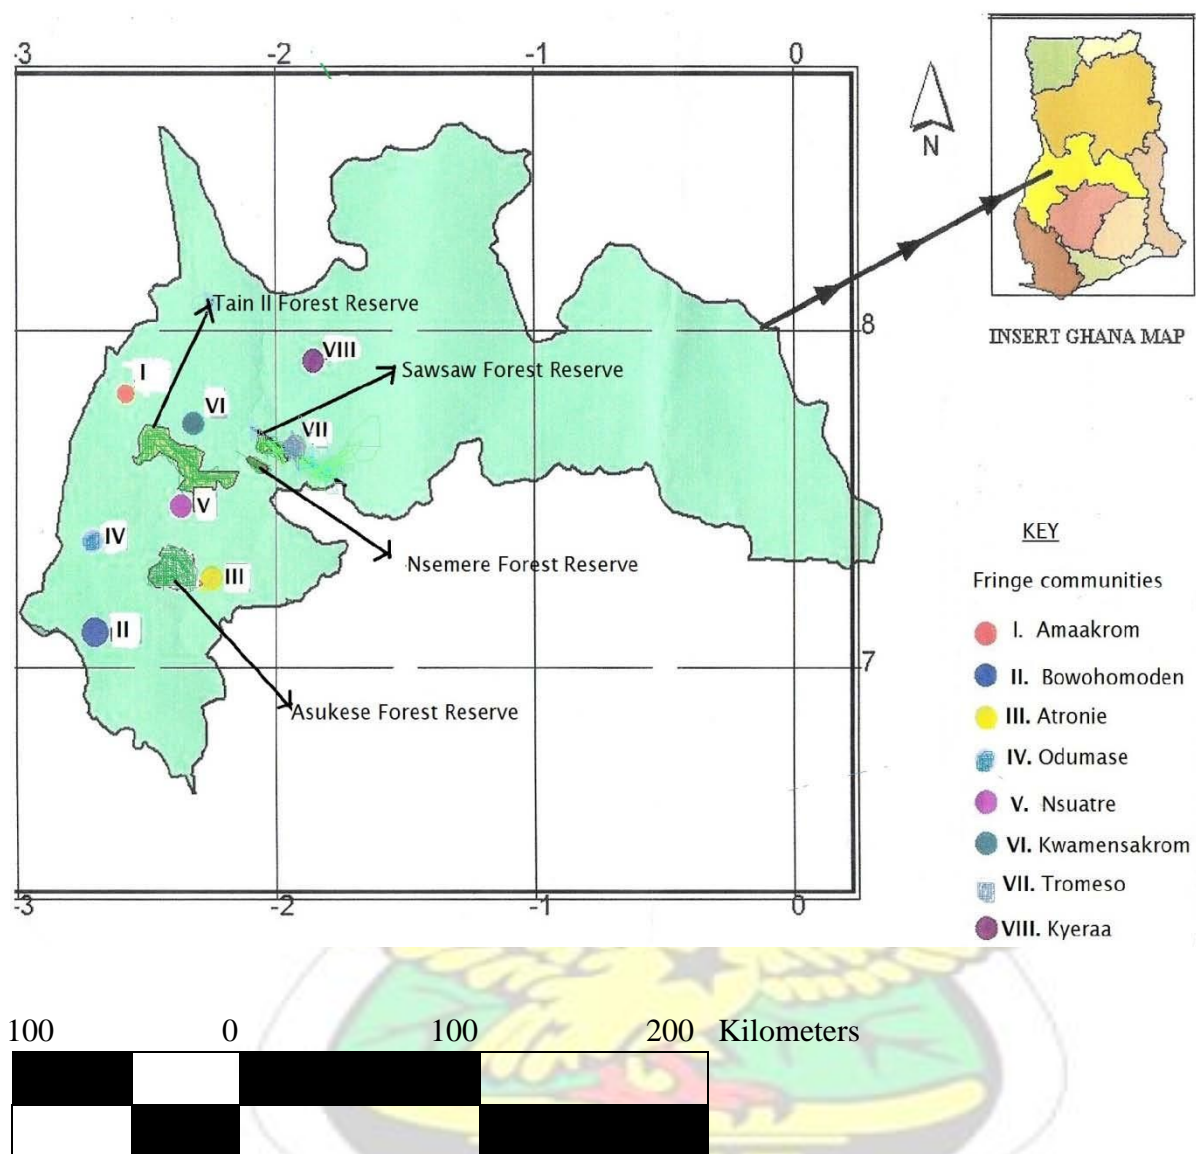 -3 -2 -1 0
N
Tain II Forest Reserve
8
INSERT GHANA MAP
VIII
I
Sawsaw Forest Reserve
VI
VII
V
IV
KEY
Nsemere Forest Reserve
III
Fringe communities
II
I. Amaakrom
7
II. Bowohomoden
Asukese Forest Reserve
III. Atronie
IV. Odumase
V. Nsuatre
VI. Kwamensakrom
VII. Tromeso
-3 -2 -1 0
VIII. Kyeraa
100 0 100 200 Kilometers